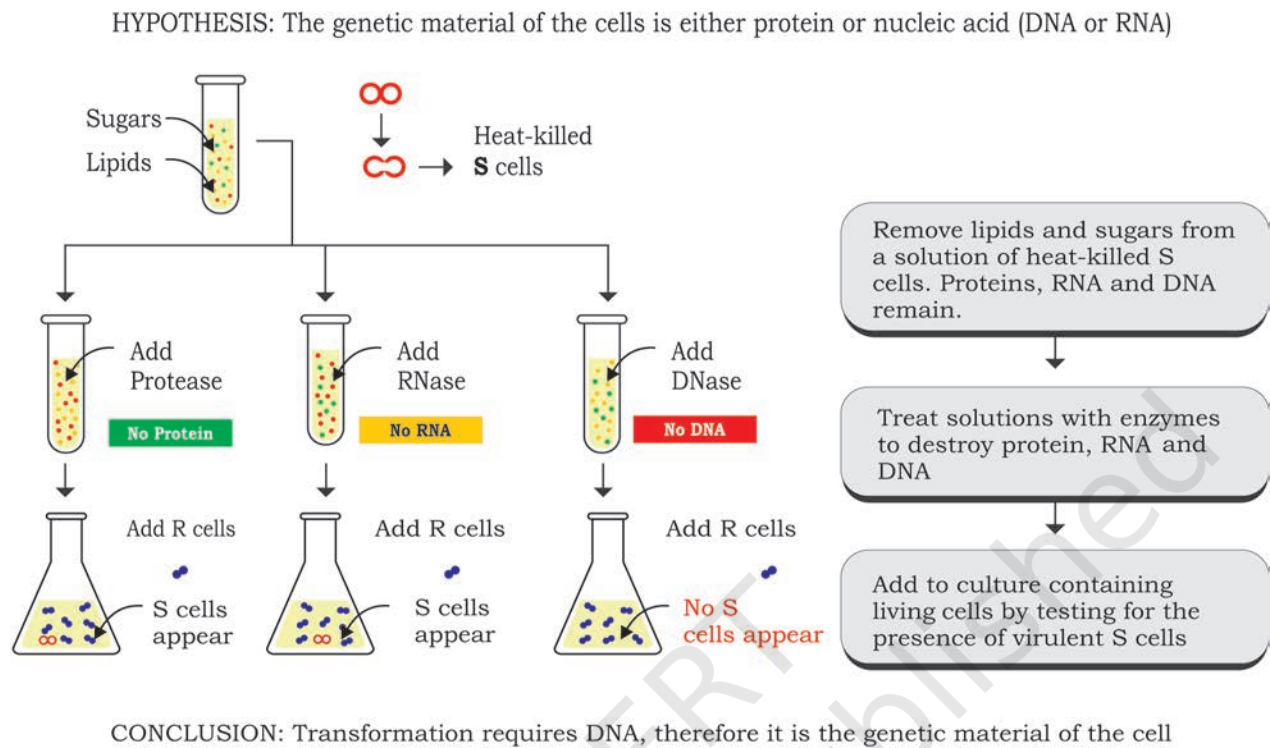 HYPOTHESIS: The genetic material of the cells is either protein or nucleic acid (DNA or RNA)
Sugars
Lipids
Heat-killed
S cells
Add
Protease
No Protein
Add
RNase
No RNA
Add
DNase
No DNA
Add R cells
S cells
appear
Add R cells
S cells
appear
Add R cells
No S
cells appear
Remove lipids and sugars from
a solution of heat-killed S
cells. Proteins, RNA and DNA
remain.
Treat solutions with enzymes
to destroy protein, RNA and
DNA
Add to culture containing
living cells by testing for the
presence of virulent S cells
CONCLUSION: Transformation requires DNA, therefore it is the genetic material of the cell